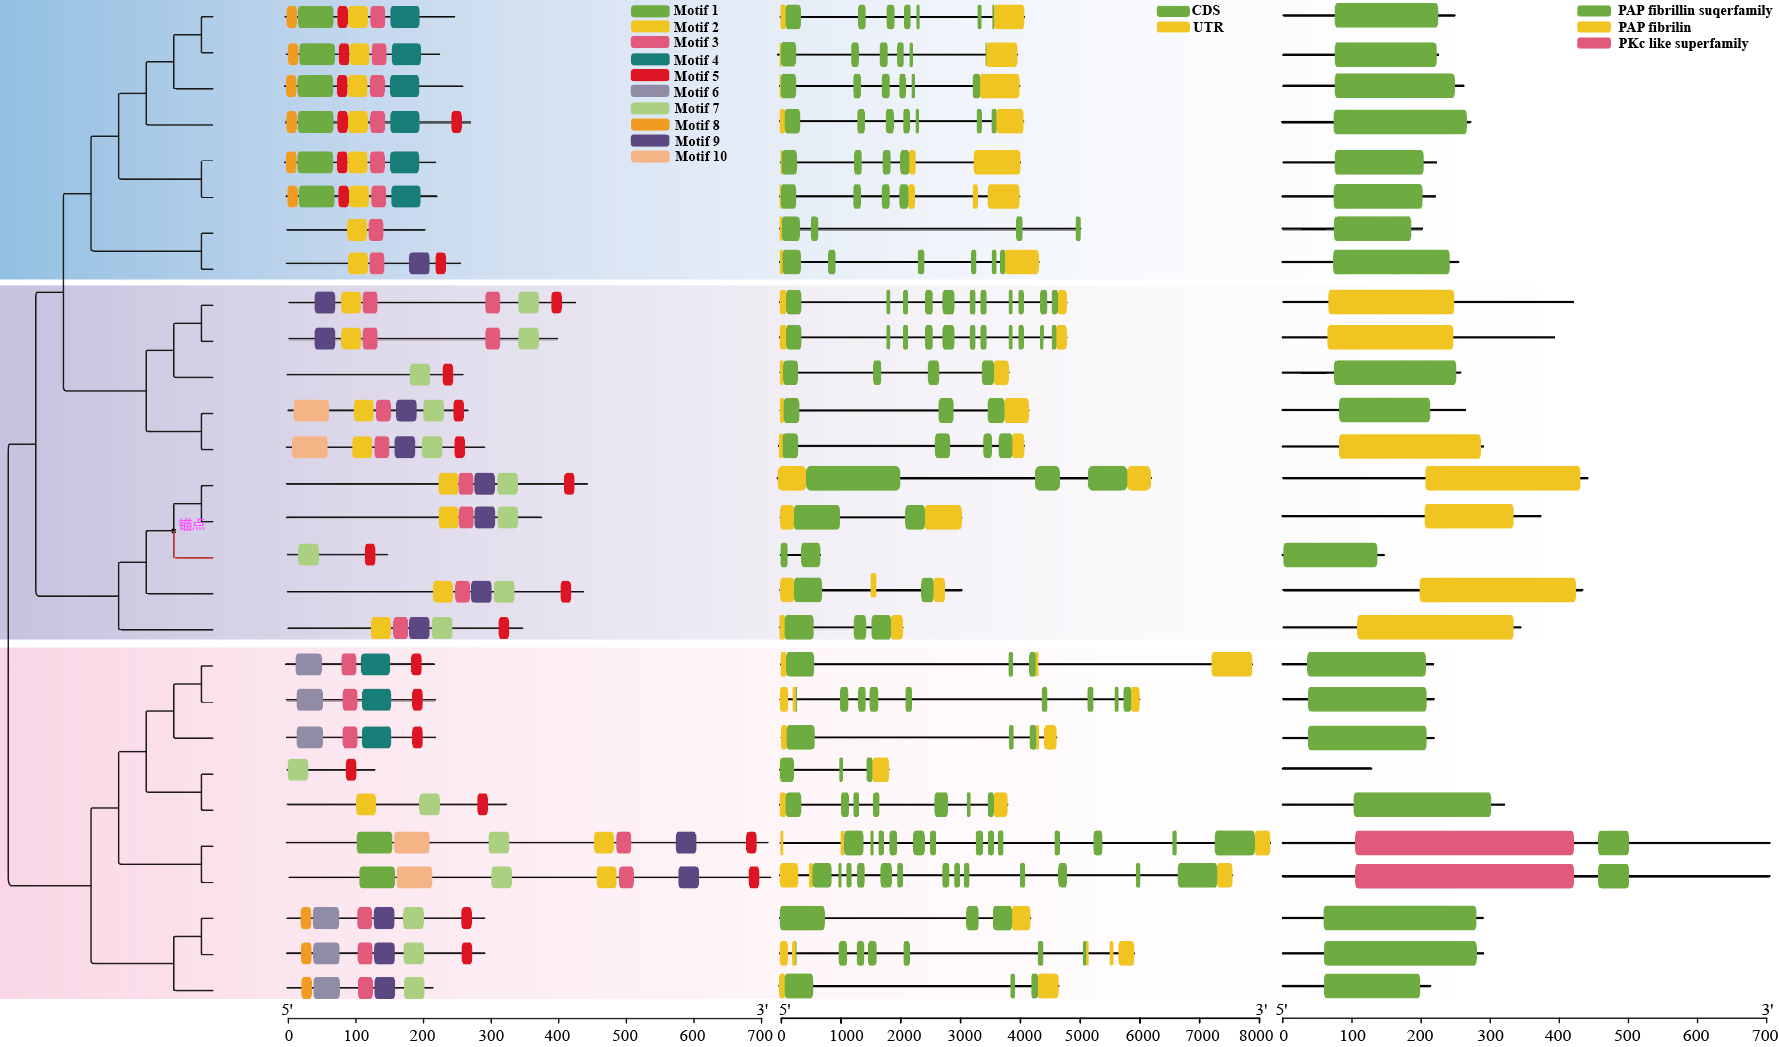 Motif 1
Motif 2
Motif 3
Motif 4
Motif 5
Motif 6
Motif 7
Motif 8
Motif 9
Motif 10
CDS
UTR
PAP fibrillin suqerfamily
PAP fibrilin
PKc like superfamily
锚点
5' 3'
0 100 200 300 400 500 600 700
5' 3'
0 1000 2000 3000 4000 5000 6000 7000 8000
5' 3'
0 100 200 300 400 500 600 700